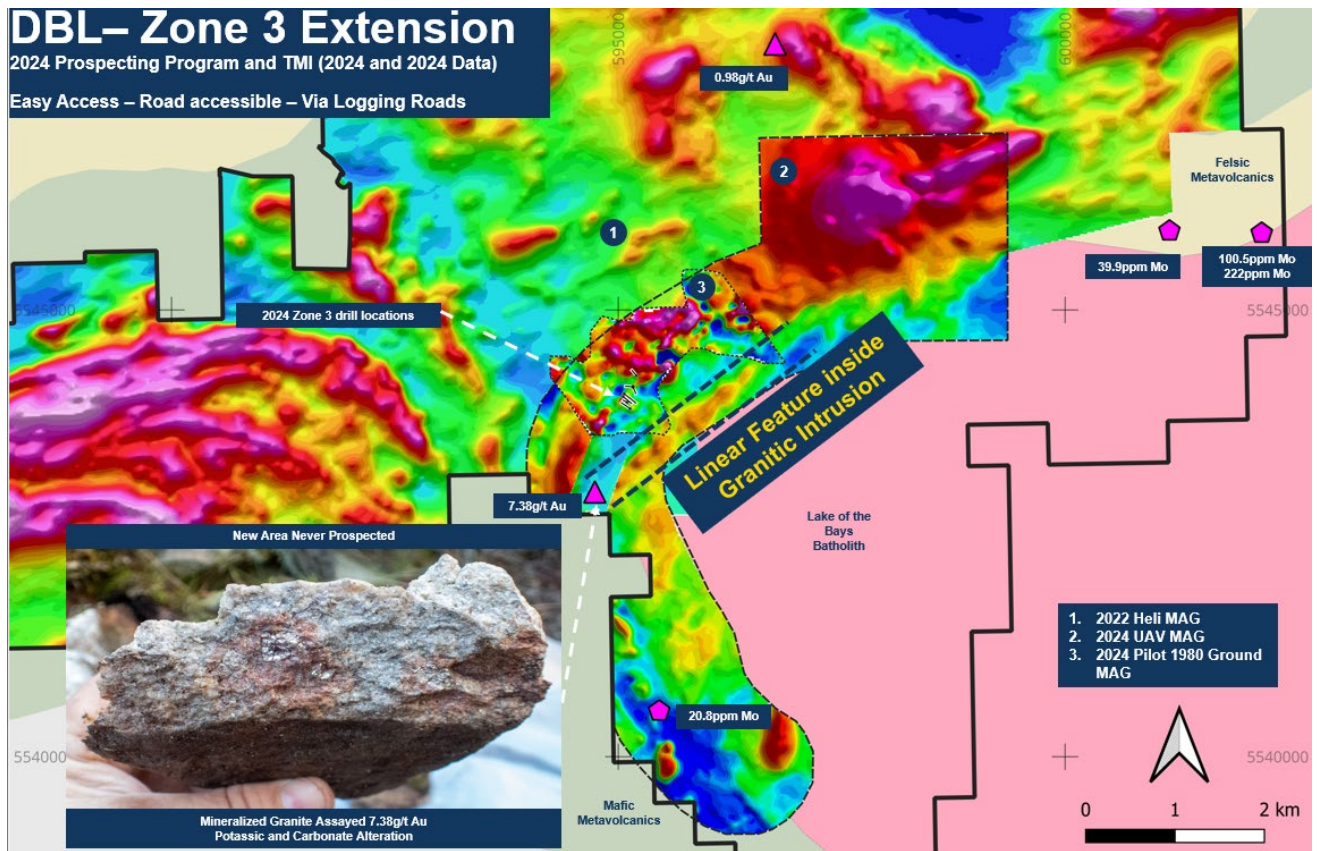 DBL– Zone 3 Extension
2024 Prospecting Program and TMI (2024 and 2024 Data)
Easy Access – Road accessible – Via Logging Roads
595000
600000
0.98g/t Au
2
1
3
Felsic
Metavolcanics
39.9ppm Mo
100.5ppm Mo
222ppm Mo
5545000
5545000
2024 Zone 3 drill locations
Linear Feature inside
Granitic Intrusion
7.38g/t Au
Lake of the
Bays
Batholith
New Area Never Prospected
Mineralized Granite Assayed 7.38g/t Au
Potassic and Carbonate Alteration
20.8ppm Mo
Mafic
Metavolcanics
554000
5540000
1. 2022 Heli MAG
2. 2024 UAV MAG
3. 2024 Pilot 1980 Ground
MAG
0 1 2 km